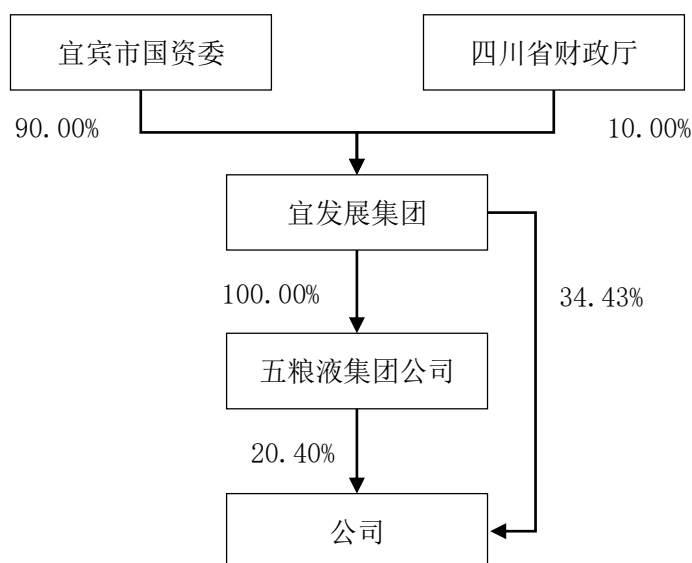 宜宾市国资委
四川省财政厅
90.00%
10.00%
宜发展集团
100.00%
34.43%
五粮液集团公司
20.40%
公司